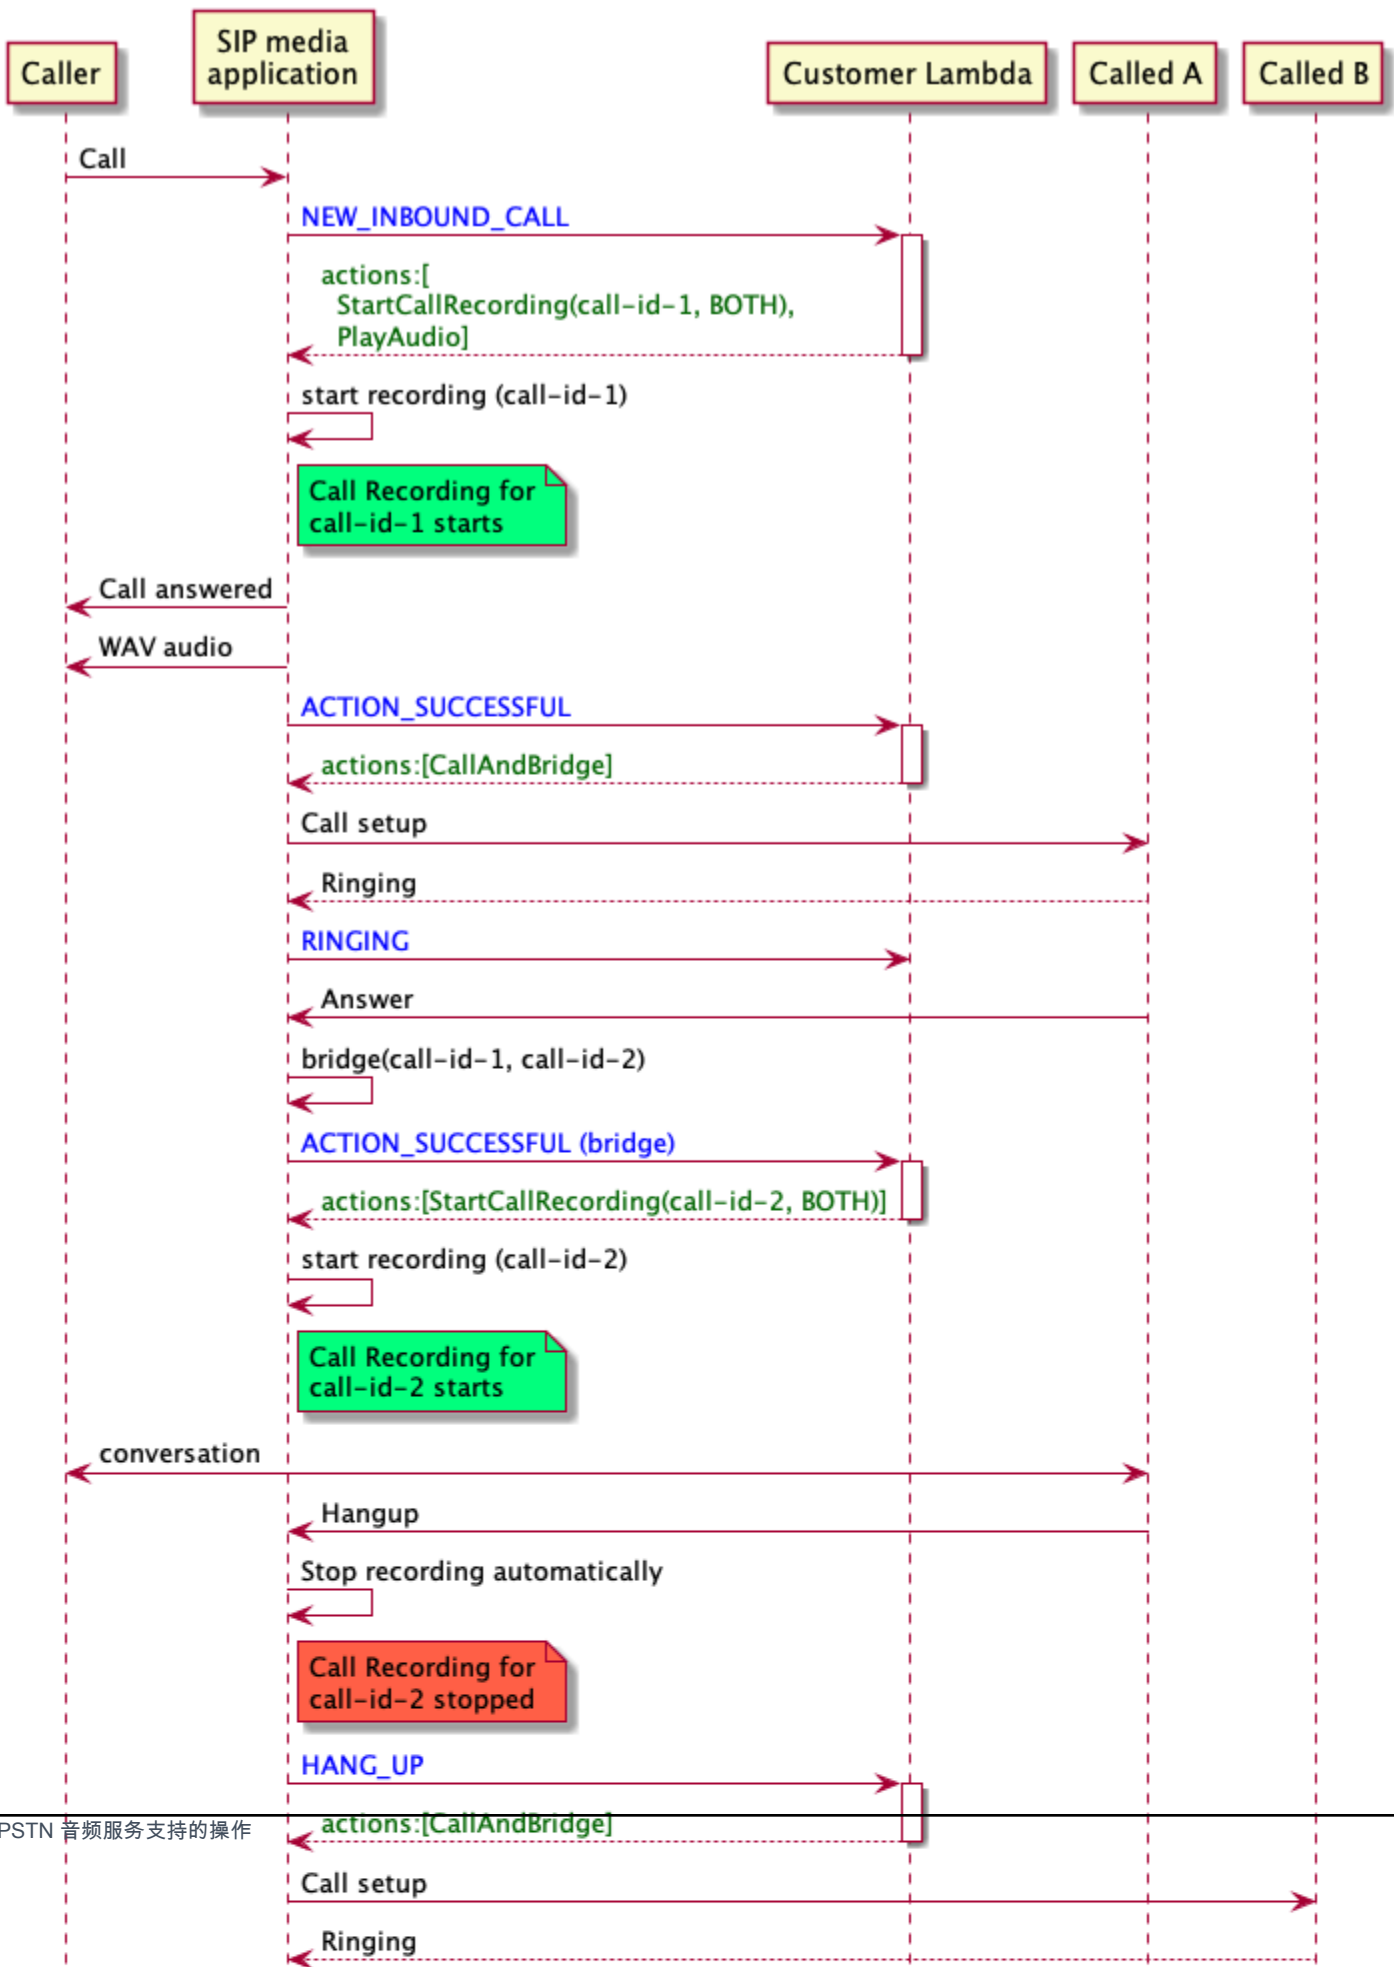 Caller
SIP media
application
Customer Lambda
Called A
Called B
Call
NEW_INBOUND_CALL
actions:[
StartCallRecording(call-id-1, BOTH),
PlayAudio]
start recording (call-id-1)
Call Recording for
call-id-1 starts
Call answered
WAV audio
ACTION_SUCCESSFUL
actions:[CallAndBridge]
Call setup
Ringing
RINGING
Answer
bridge(call-id-1, call-id-2)
ACTION_SUCCESSFUL (bridge)
actions:[StartCallRecording(call-id-2, BOTH)]
start recording (call-id-2)
Call Recording for
call-id-2 starts
conversation
Hangup
Stop recording automatically
Call Recording for
call-id-2 stopped
HANG_UP
actions:[CallAndBridge]
PSTN 音频服务支持的操作
Call setup
Ringing